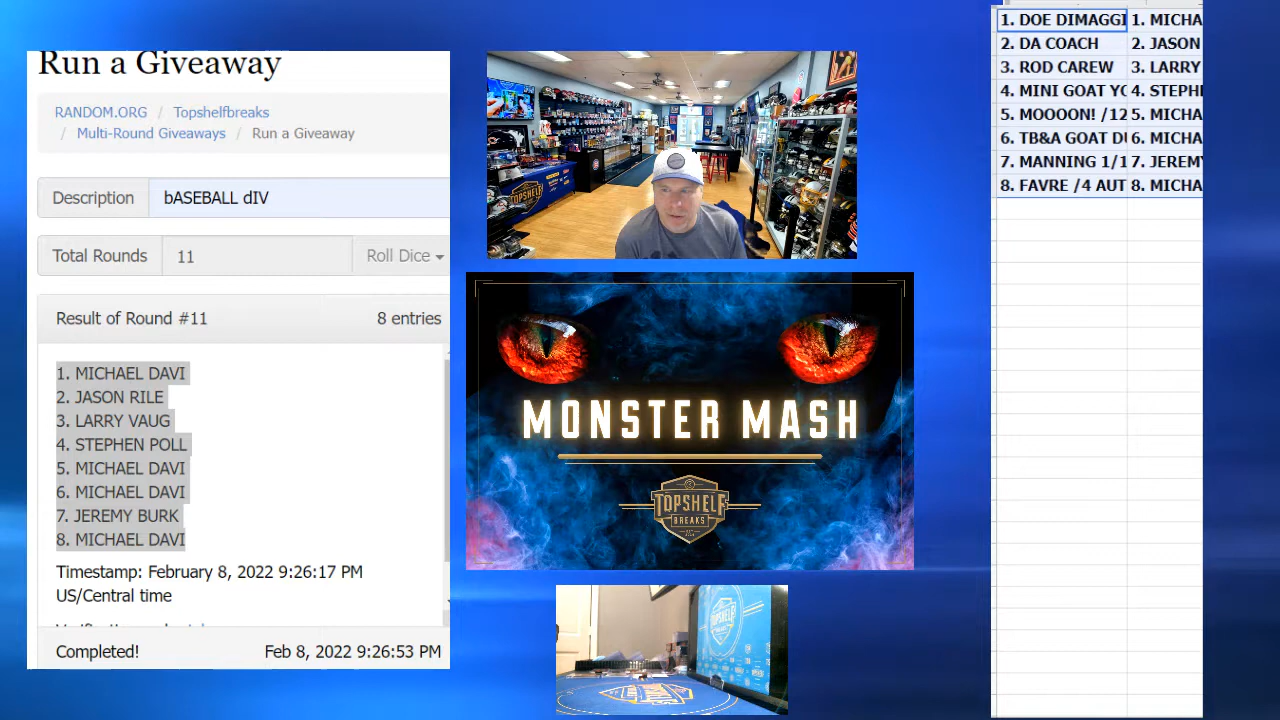 Run a Giveaway
RANDOM.ORG / Topshelfbreaks
/ Multi-Round Giveaways / Run a Giveaway
Description bASEBALL dIV
Total Rounds 11 Roll Dice
Result of Round #11 8 entries
1. MICHAEL DAVI
2. JASON RILE
3. LARRY VAUG
4. STEPHEN POLL
5. MICHAEL DAVI
6. MICHAEL DAVI
7. JEREMY BURK
8. MICHAEL DAVI
Timestamp: February 8, 2022 9:26:17 PM
US/Central time
Completed! Feb 8, 2022 9:26:53 PM
TOPSHELF
MONSTER MASH
TOPSHELF
BREAKS
1. DOE DIMAGGI 1. MICHA
2. DA COACH 2. JASON
3. ROD CAREW 3. LARRY
4. MINI GOAT YO 4. STEPH
5. MOOOON! /12 5. MICHA
6. TB&A GOAT D 6. MICHA
7. MANNING 1/1 7. JEREMY
8. FAVRE /4 AUT 8. MICHA